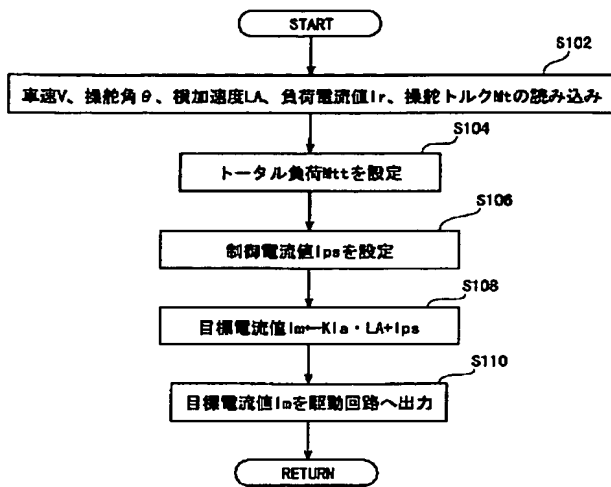 START
S102
車速V、操舵角θ、横加速度LA、負荷電流値Ir、操舵トルクMtの読み込み
S104
トータル負荷Mttを設定
S106
制御電流値Ipsを設定
S108
目標電流値Im←Kla・LA+Ips
S110
目標電流値Imを駆動回路へ出力
RETURN